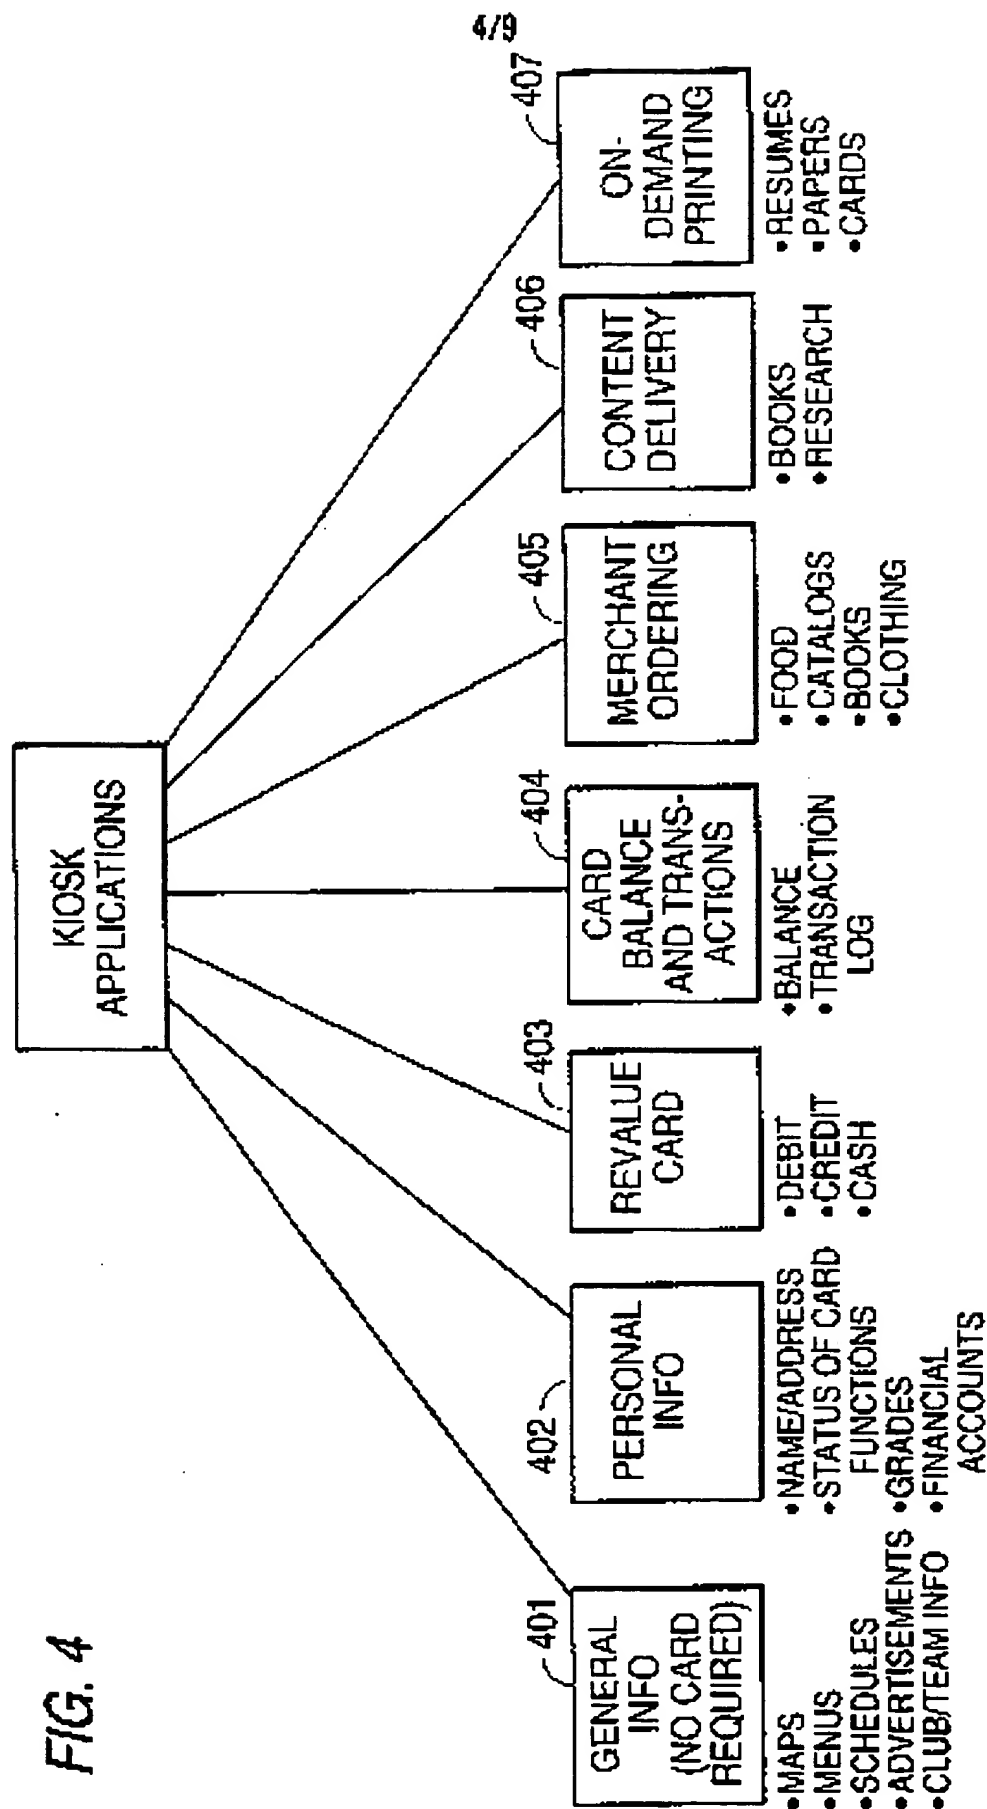 4/9
FIG. 4
KIOSK
APPLICATIONS
401
GENERAL
INFO
(NO CARD
REQUIRED)
•MAPS
•MENUS
•SCHEDULES
•ADVERTISEMENTS
•CLUB/TEAM INFO
402
PERSONAL
INFO
•NAME/ADDRESS
•STATUS OF CARD
FUNCTIONS
•GRADES
•FINANCIAL
ACCOUNTS
403
REVALUE
CARD
•DEBIT
•CREDIT
•CASH
404
CARD
BALANCE
AND TRANS-
ACTIONS
•BALANCE
•TRANSACTION
LOG
405
MERCHANT
ORDERING
•FOOD
•CATALOGS
•BOOKS
•CLOTHING
406
CONTENT
DELIVERY
•BOOKS
•RESEARCH
407
ON-
DEMAND
PRINTING
•RESUMES
•PAPERS
•CARDS